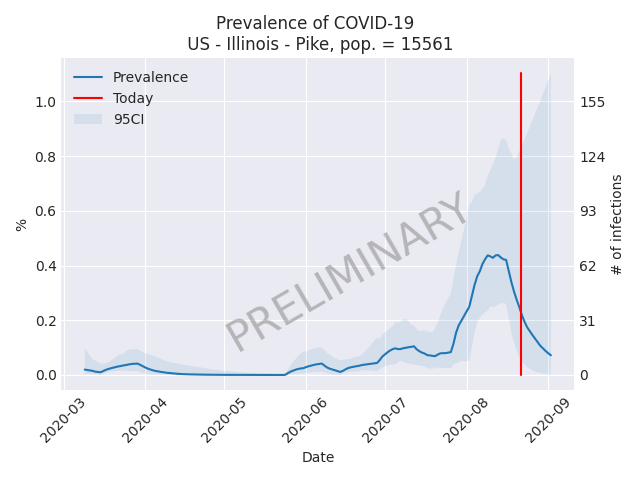 Prevalence of COVID-19
US - Illinois - Pike, pop. = 15561
Prevalence
Today
95CI
1.0
0.8
0.6
0.4
0.2
0.0
%
155
124
93
62
31
0
# of infections
PRELIMINARY
2020-03
2020-04
2020-05
2020-06
2020-07
2020-08
2020-09
Date